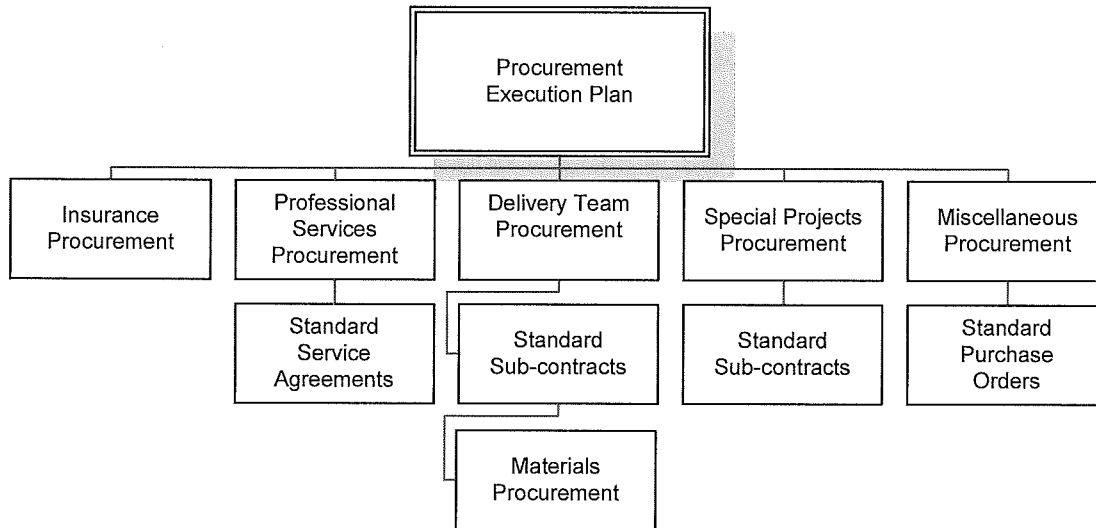 Procurement
Execution Plan
Insurance
Procurement
Professional
Services
Procurement
Delivery Team
Procurement
Special Projects
Procurement
Miscellaneous
Procurement
Standard
Service
Agreements
Standard
Sub-contracts
Standard
Sub-contracts
Standard
Purchase
Orders
Materials
Procurement